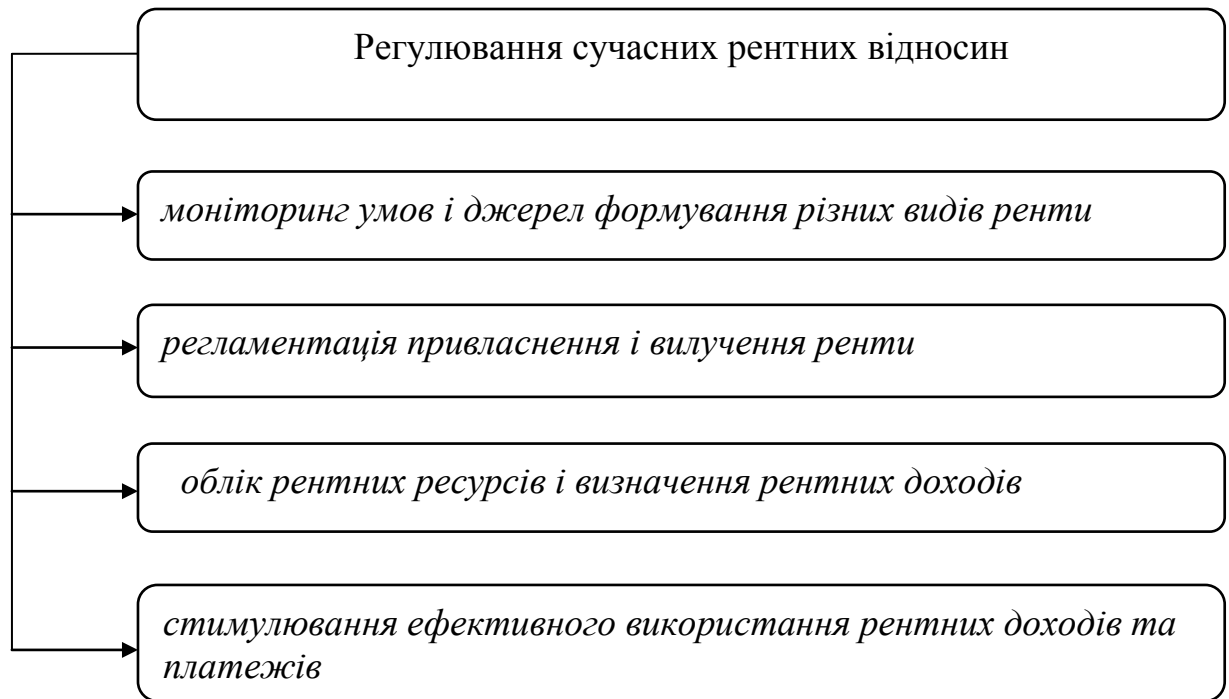 Регулювання сучасних рентних відносин
моніторинг умов і джерел формування різних видів ренти
регламентація привласнення і вилучення ренти
облік рентних ресурсів і визначення рентних доходів
стимулювання ефективного використання рентних доходів та
платежів